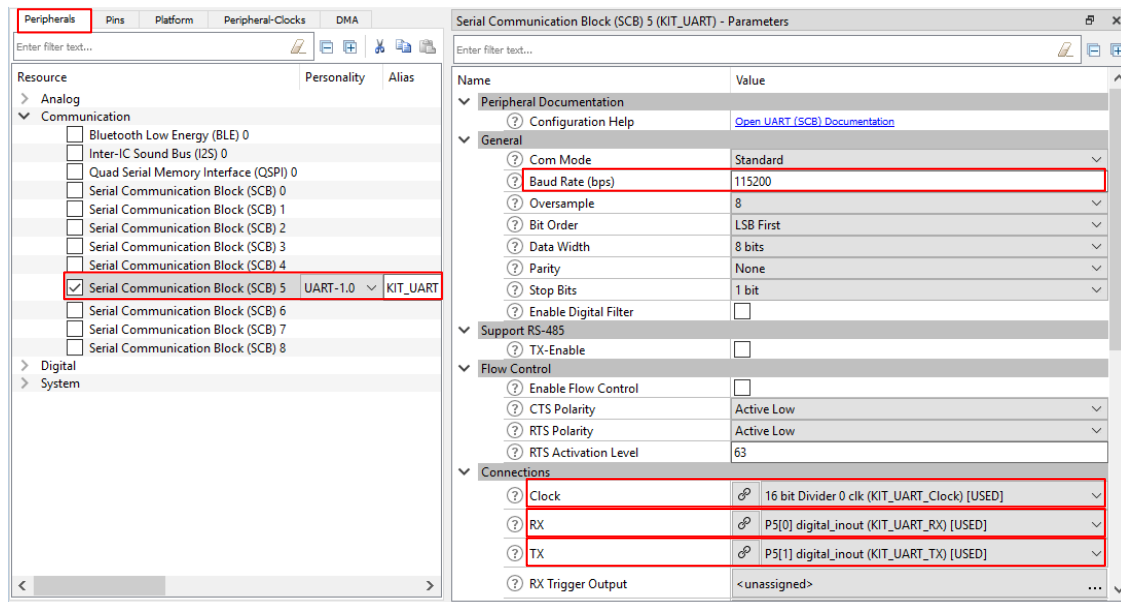 Peripherals Pins Platform Peripheral-Clocks DMA
Enter filter text...
Resource Personality Alias
Analog
Communication
Bluetooth Low Energy (BLE) 0
Inter-IC Sound Bus (I2S) 0
Quad Serial Memory Interface (QSPI) 0
Serial Communication Block (SCB) 0
Serial Communication Block (SCB) 1
Serial Communication Block (SCB) 2
Serial Communication Block (SCB) 3
Serial Communication Block (SCB) 4
Serial Communication Block (SCB) 5 UART-1.0 KIT_UART
Serial Communication Block (SCB) 6
Serial Communication Block (SCB) 7
Serial Communication Block (SCB) 8
Digital
System
Serial Communication Block (SCB) 5 (KIT_UART) - Parameters
Enter filter text...
Name Value
Peripheral Documentation
Configuration Help Open UART (SCB) Documentation
General
Com Mode Standard
Baud Rate (bps) 115200
Oversample 8
Bit Order LSB First
Data Width 8 bits
Parity None
Stop Bits 1 bit
Enable Digital Filter
Support RS-485
TX-Enable
Flow Control
Enable Flow Control
CTS Polarity Active Low
RTS Polarity Active Low
RTS Activation Level 63
Connections
Clock 16 bit Divider 0 clk (KIT_UART_Clock) [USED]
RX P5[0] digital_inout (KIT_UART_RX) [USED]
TX P5[1] digital_inout (KIT_UART_TX) [USED]
RX Trigger Output <unassigned> ...